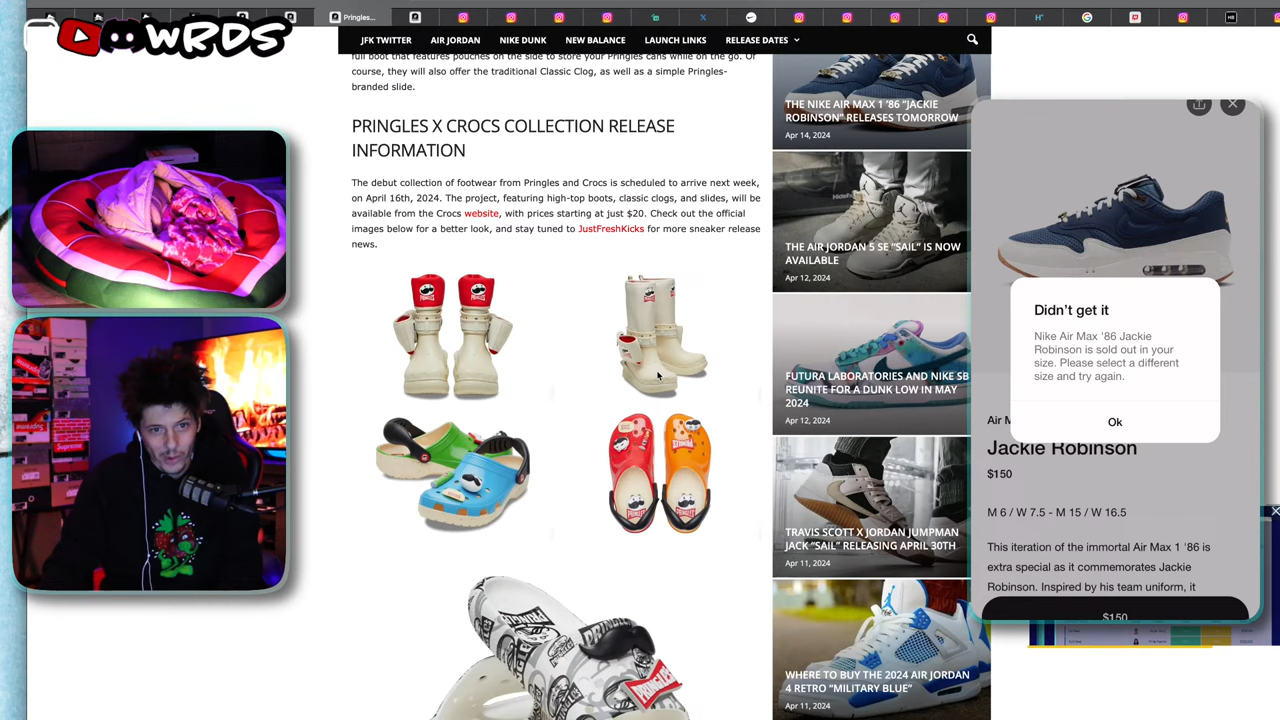 Pringles...
WRDS
JFK TWITTER
AIR JORDAN
NIKE DUNK
NEW BALANCE
LAUNCH LINKS
RELEASE DATES
full boot that features pouches on the side to store your Pringles cans while on the go. Of
course, they will also offer the traditional Classic Clog, as well as a simple Pringles-
branded slide.
PRINGLES X CROCS COLLECTION RELEASE
INFORMATION
The debut collection of footwear from Pringles and Crocs is scheduled to arrive next week,
on April 16th, 2024. The project, featuring high-top boots, classic clogs, and slides, will be
available from the Crocs website, with prices starting at just $20. Check out the official
images below for a better look, and stay tuned to JustFreshKicks for more sneaker release
news.
PRINGLES
PRINGLES
PRINGLES
PRINGLES
THE NIKE AIR MAX 1 '86 "JACKIE
ROBINSON" RELEASES TOMORROW
Apr 14, 2024
THE AIR JORDAN 5 SE "SAIL" IS NOW
AVAILABLE
Apr 12, 2024
FUTURA LABORATORIES AND NIKE SB
REUNITE FOR A DUNK LOW IN MAY
2024
Apr 12, 2024
TRAVIS SCOTT X JORDAN JUMPMAN
JACK "SAIL" RELEASING APRIL 30TH
Apr 11, 2024
WHERE TO BUY THE 2024 AIR JORDAN
4 RETRO "MILITARY BLUE"
Apr 11, 2024
Didn't get it
Nike Air Max '86 Jackie
Robinson is sold out in your
size. Please select a different
size and try again.
Ok
Air M
Jackie Robinson
$150
M 6 / W 7.5 - M 15 / W 16.5
This iteration of the immortal Air Max 1 '86 is
extra special as it commemorates Jackie
Robinson. Inspired by his team uniform, it
$150
Supreme